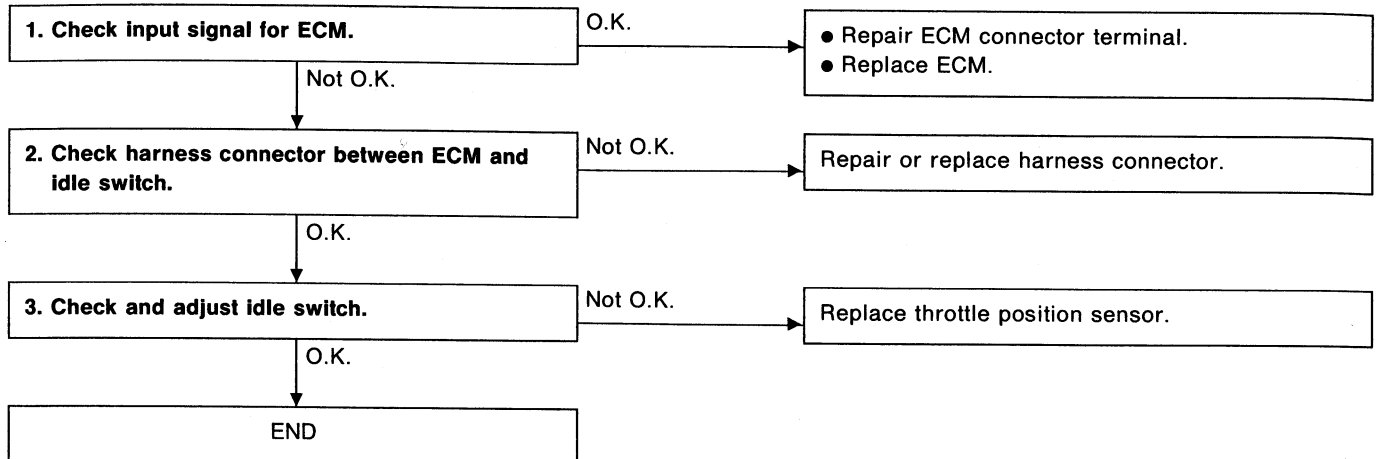 1. Check input signal for ECM.
O.K.
● Repair ECM connector terminal.
● Replace ECM.
Not O.K.
2. Check harness connector between ECM and
idle switch.
Not O.K.
Repair or replace harness connector.
O.K.
3. Check and adjust idle switch.
Not O.K.
Replace throttle position sensor.
O.K.
END